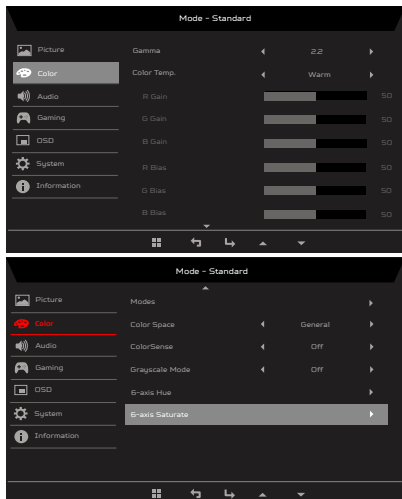 Mode - Standard
Picture
Gamma 2.2
Color
Color Temp. Warm
Audio
R Gain 50
Gaming
G Gain 50
OSD
B Gain 50
System
R Bias 50
Information
G Bias 50
B Bias 50
Mode - Standard
Picture
Modes
Color
Color Space General
Audio
ColorSense Off
Gaming
Grayscale Mode Off
OSD
6-axis Hue
System
6-axis Saturate
Information